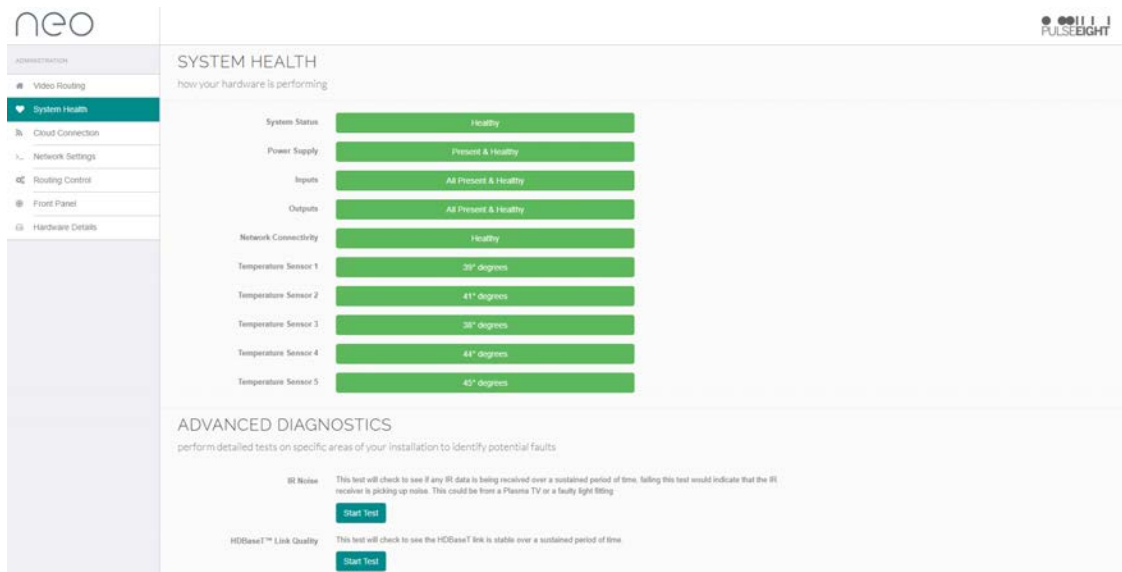 neo
PULSEEIGHT
ADMINISTRATION
Video Routing
System Health
Cloud Connection
Network Settings
Routing Control
Front Panel
Hardware Details
SYSTEM HEALTH
how your hardware is performing
System Status Healthy
Power Supply Present & Healthy
Inputs All Present & Healthy
Outputs All Present & Healthy
Network Connectivity Healthy
Temperature Sensor 1 39° degrees
Temperature Sensor 2 41° degrees
Temperature Sensor 3 38° degrees
Temperature Sensor 4 44° degrees
Temperature Sensor 5 45° degrees
ADVANCED DIAGNOSTICS
perform detailed tests on specific areas of your installation to identify potential faults
IR Noise This test will check to see if any IR data is being received over a sustained period of time, failing this test would indicate that the IR
receiver is picking up noise. This could be from a Plasma TV or a faulty light fitting
Start Test
HDBaseT™ Link Quality This test will check to see the HDBaseT link is stable over a sustained period of time.
Start Test